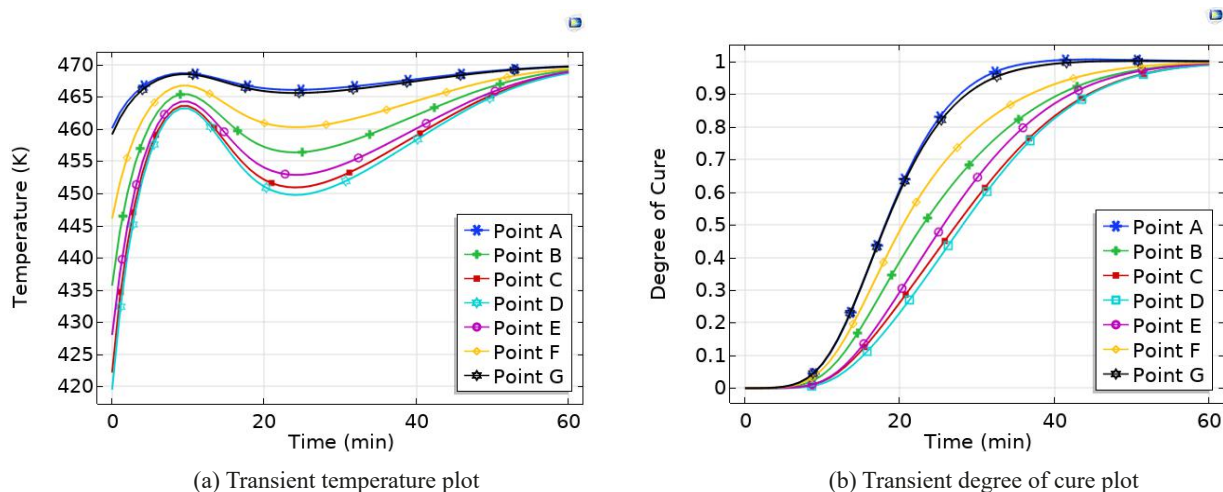 470
465
460
455
450
445
440
435
430
425
420
Temperature (K)
0
20
40
60
Time (min)
Point A
Point B
Point C
Point D
Point E
Point F
Point G
(a) Transient temperature plot
1
0.9
0.8
0.7
0.6
0.5
0.4
0.3
0.2
0.1
0
Degree of Cure
0
20
40
60
Time (min)
Point A
Point B
Point C
Point D
Point E
Point F
Point G
(b) Transient degree of cure plot